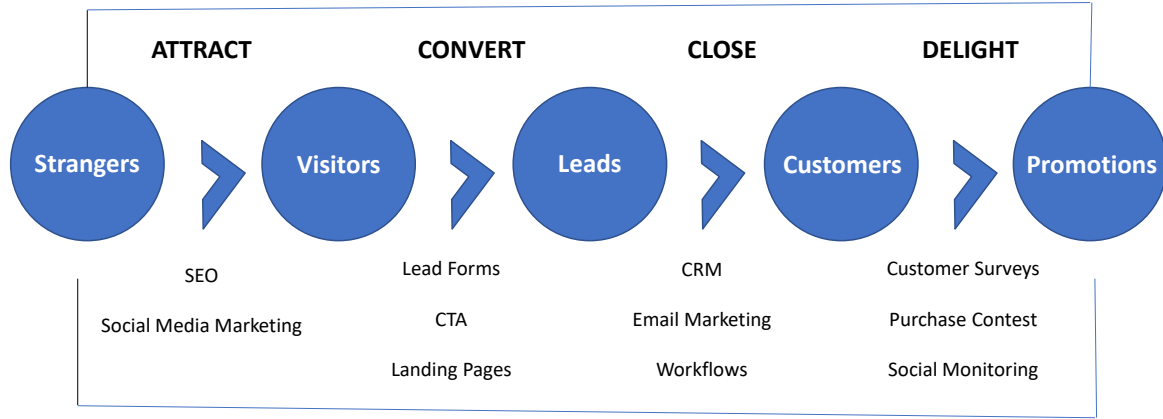 ATTRACT CONVERT CLOSE DELIGHT
Strangers Visitors Leads Customers Promotions
SEO
Social Media Marketing
Lead Forms
CTA
Landing Pages
CRM
Email Marketing
Workflows
Customer Surveys
Purchase Contest
Social Monitoring